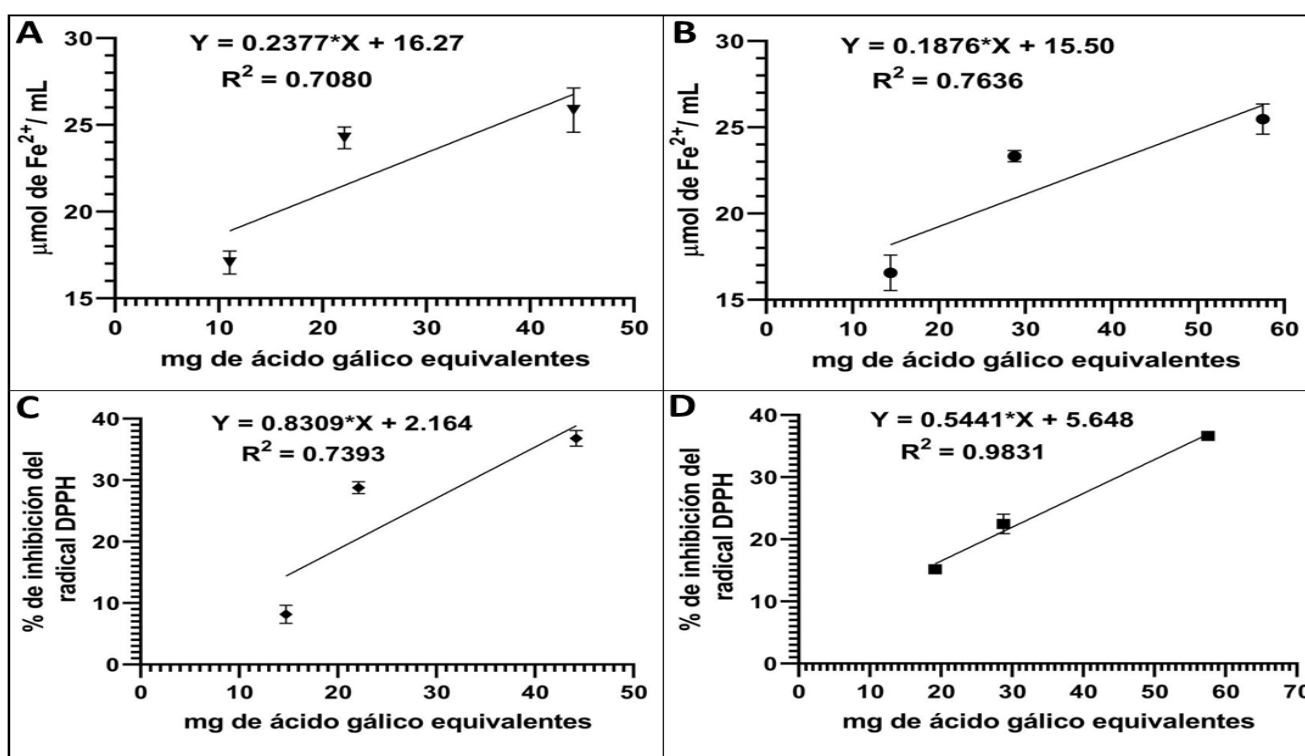 A
Y = 0.2377*X + 16.27
R² = 0.7080
µmol de Fe²⁺/ mL
30
25
20
15
0 10 20 30 40 50
mg de ácido gálico equivalentes
B
Y = 0.1876*X + 15.50
R² = 0.7636
µmol de Fe²⁺/ mL
30
25
20
15
0 10 20 30 40 50 60
mg de ácido gálico equivalentes
C
Y = 0.8309*X + 2.164
R² = 0.7393
% de inhibición del
radical DPPH
40
30
20
10
0
0 10 20 30 40 50
mg de ácido gálico equivalentes
D
Y = 0.5441*X + 5.648
R² = 0.9831
% de inhibición del
radical DPPH
40
30
20
10
0
0 10 20 30 40 50 60 70
mg de ácido gálico equivalentes